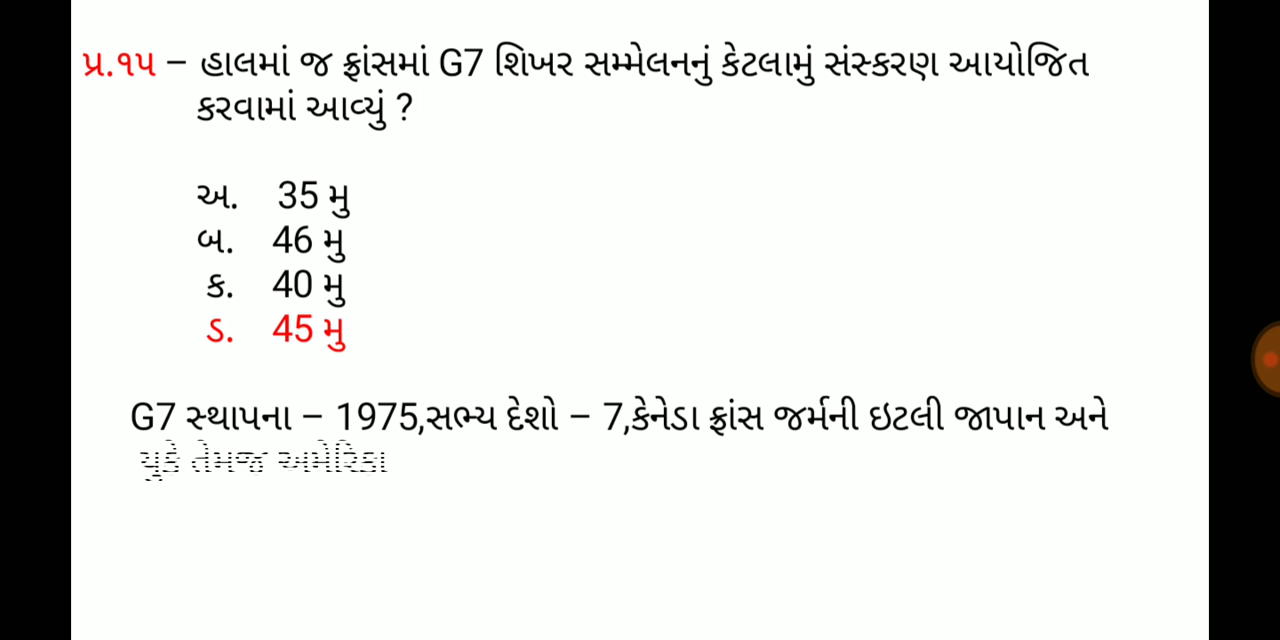 પ્ર.૧૫ – હાલમાં જ ફ્રાંસમાં G7 શિખર સમ્મેલનનું કેટલામું સંસ્કરણ આયોજિત
કરવામાં આવ્યું ?
અ. 35 મુ
બ. 46 મુ
ક. 40 મુ
ડ. 45 મુ
G7 સ્થાપના – 1975,સભ્ય દેશો – 7,કેનેડા ફ્રાંસ જર્મની ઇટલી જાપાન અને
યુકે તેમજ અમેરિકા